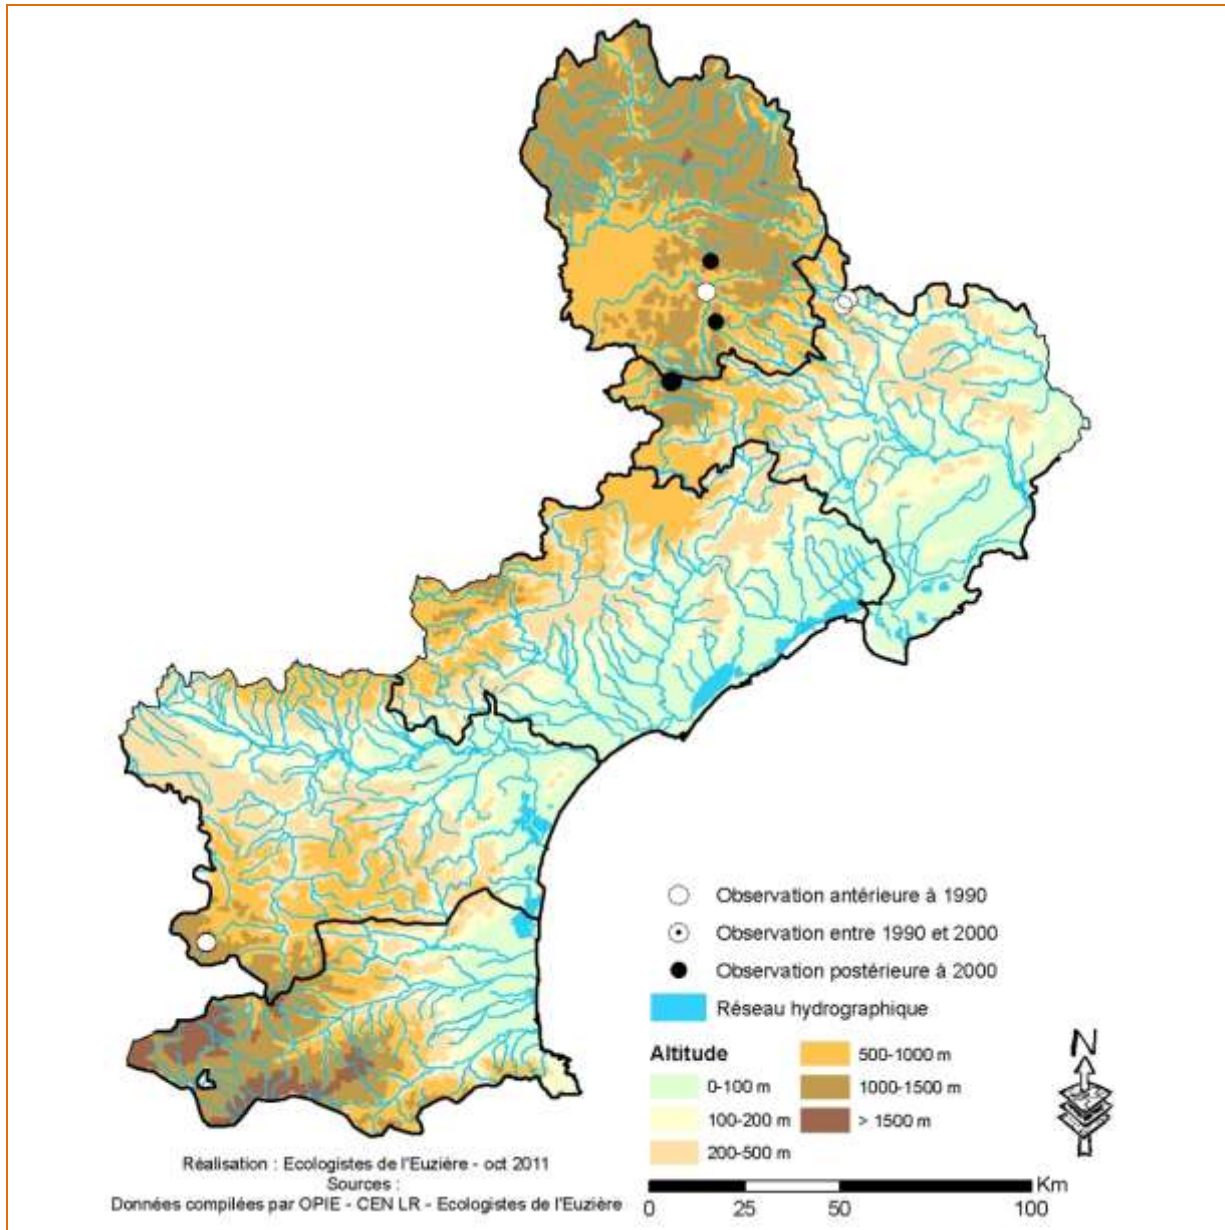 Observation antérieure à 1990
Observation entre 1990 et 2000
Observation postérieure à 2000
Réseau hydrographique
Altitude
0-100 m
100-200 m
200-500 m
500-1000 m
1000-1500 m
> 1500 m
N
Réalisation : Ecologistes de l'Euzière - oct 2011
Sources :
Données compilées par OPIE - CEN LR - Ecologistes de l'Euzière
Km
0 25 50 100